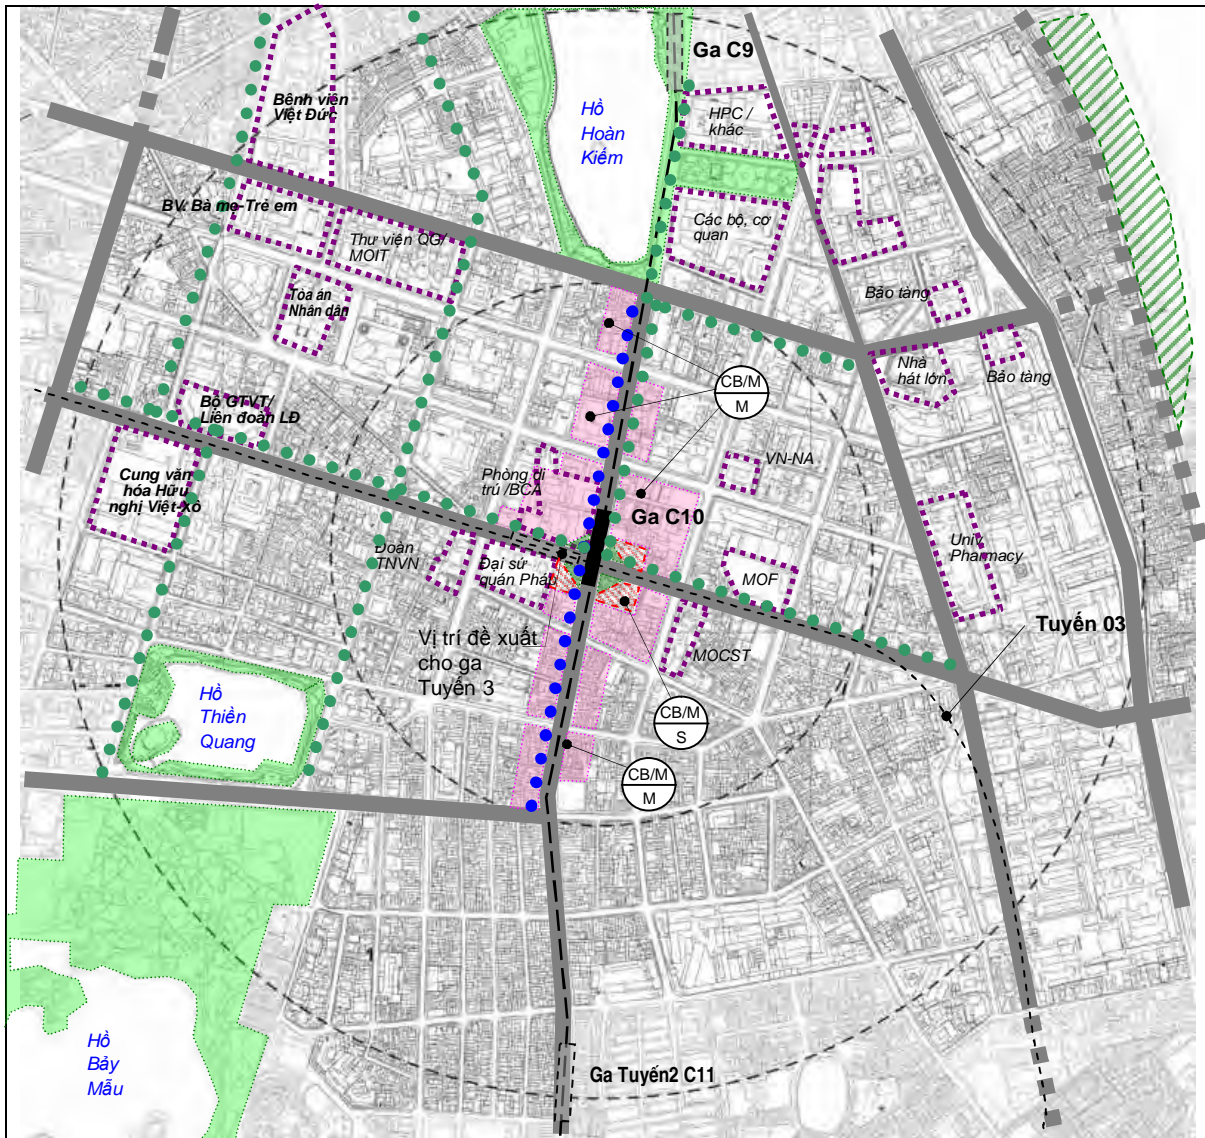 Ga C9
Hồ
Hoàn
Kiếm
Bệnh viện
Việt Đức
HPC /
khác
BV. Bà mẹ-Trẻ em
Thư viện QG/
MOIT
Các bộ, cơ
quan
Tòa án
Nhân dân
Bảo tàng
Nhà
hát lớn
Bảo tàng
CB/M
M
Bộ GTVT/
Liên đoàn LĐ
Cung văn
hóa Hữu
nghị Việt-xô
Phòng di
trú /BCA
VN-NA
Ga C10
Univ.
Pharmacy
Đoàn
TNVN
Đại sứ
quán Pháp
MOF
Tuyến 03
Vị trí đề xuất
cho ga
Tuyến 3
MOCST
Hồ
Thiền
Quang
CB/M
S
CB/M
M
1
Hồ
Bảy
Mẫu
Ga Tuyến2 C11